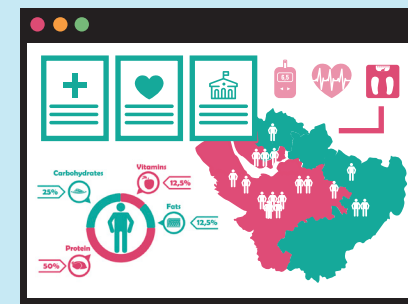 6.5
Vitamins
12,5%
Carbohydrates
25%
Fats
12,5%
Protein
50%